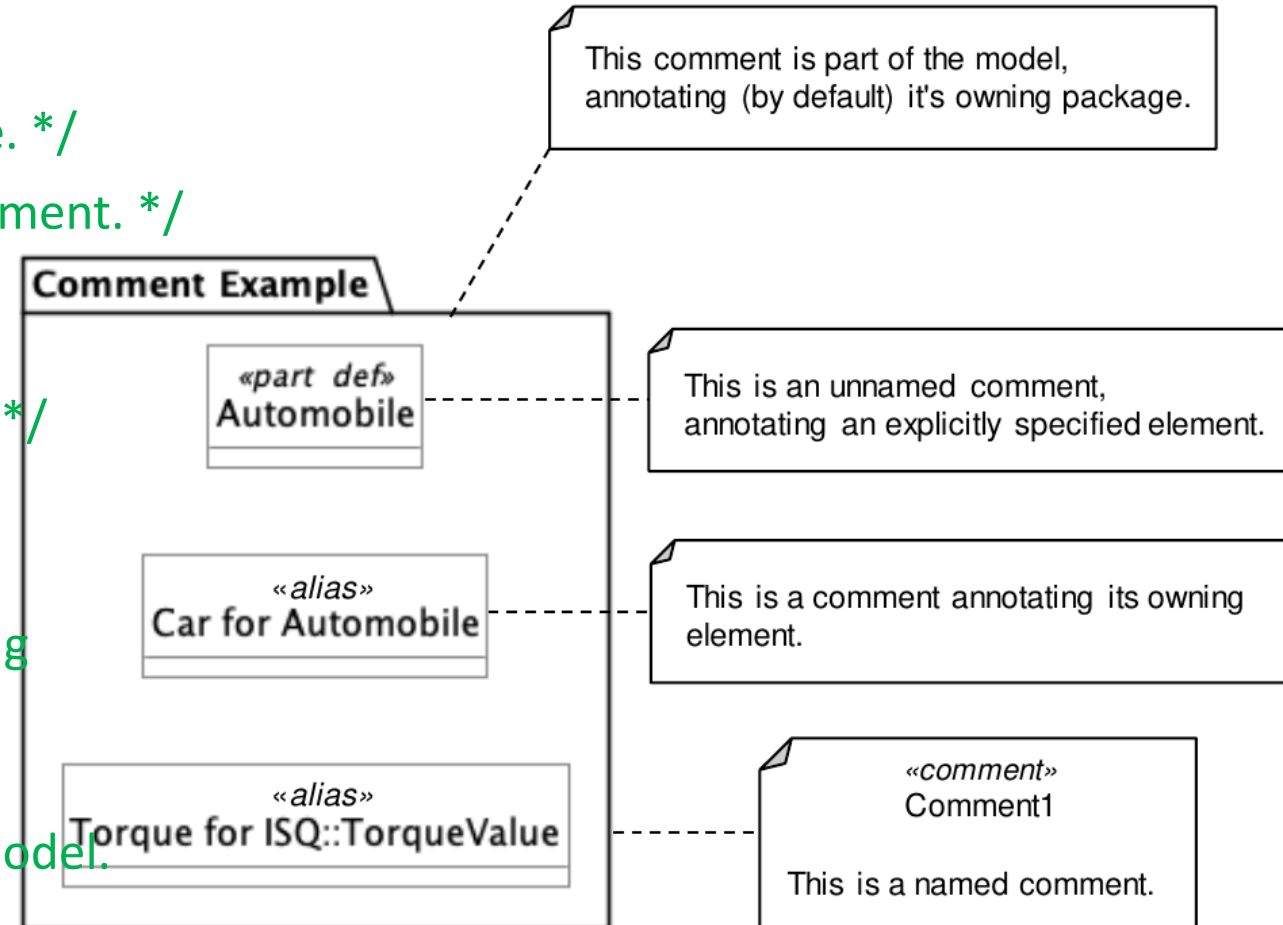 This comment is part of the model,
annotating (by default) it's owning package.
e. */
ment. */
Comment Example
«part def»
Automobile
This is an unnamed comment,
annotating an explicitly specified element.
*/
«alias»
Car for Automobile
This is a comment annotating its owning
element.
g
«alias»
Torque for ISQ::TorqueValue
odel.
«comment»
Comment1
This is a named comment.